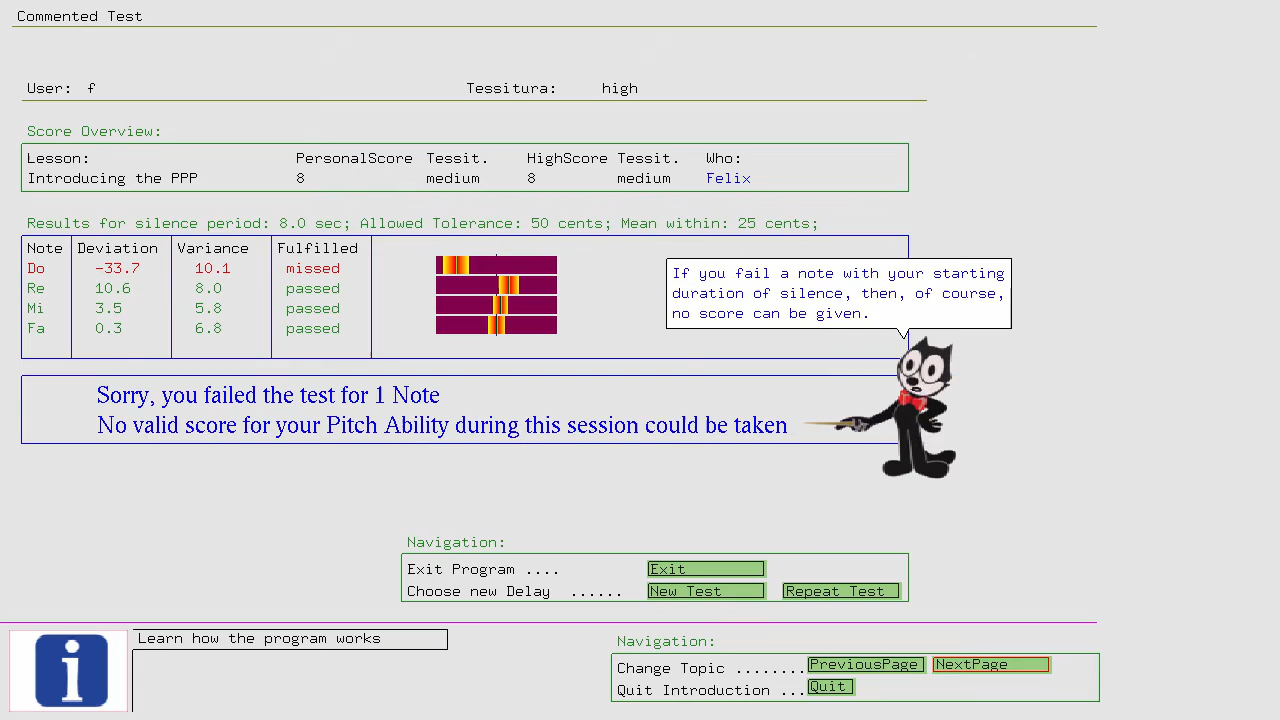 Commented Test
User: f Tessitura: high
Score Overview:
Lesson: PersonalScore Tessit. HighScore Tessit. Who:
Introducing the PPP 8 medium 8 medium Felix
Results for silence period: 8.0 sec; Allowed Tolerance: 50 cents; Mean within: 25 cents;
Note Deviation Variance Fulfilled
Do -33.7 10.1 missed
Re 10.6 8.0 passed
Mi 3.5 5.8 passed
Fa 0.3 6.8 passed
If you fail a note with your starting
duration of silence, then, of course,
no score can be given.
Sorry, you failed the test for 1 Note
No valid score for your Pitch Ability during this session could be taken
Navigation:
Exit Program .... Exit
Choose new Delay ...... New Test Repeat Test
i
Learn how the program works
Navigation:
Change Topic ........ PreviousPage NextPage
Quit Introduction ... Quit